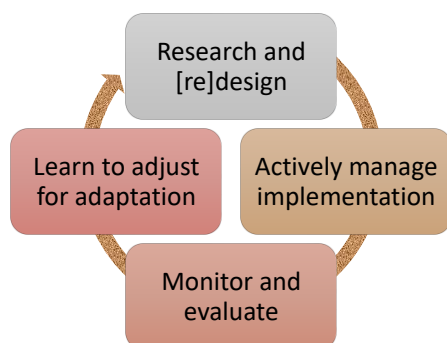 Research and
[re]design
Actively manage
implementation
Monitor and
evaluate
Learn to adjust
for adaptation